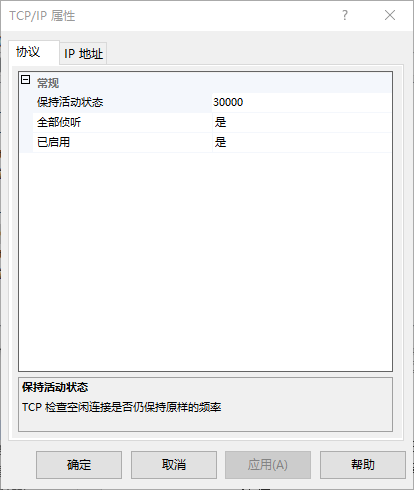 TCP/IP 属性
协议
IP 地址
常规
保持活动状态 30000
全部侦听 是
已启用 是
保持活动状态
TCP 检查空闲连接是否仍保持原样的频率
确定 取消 应用(A) 帮助